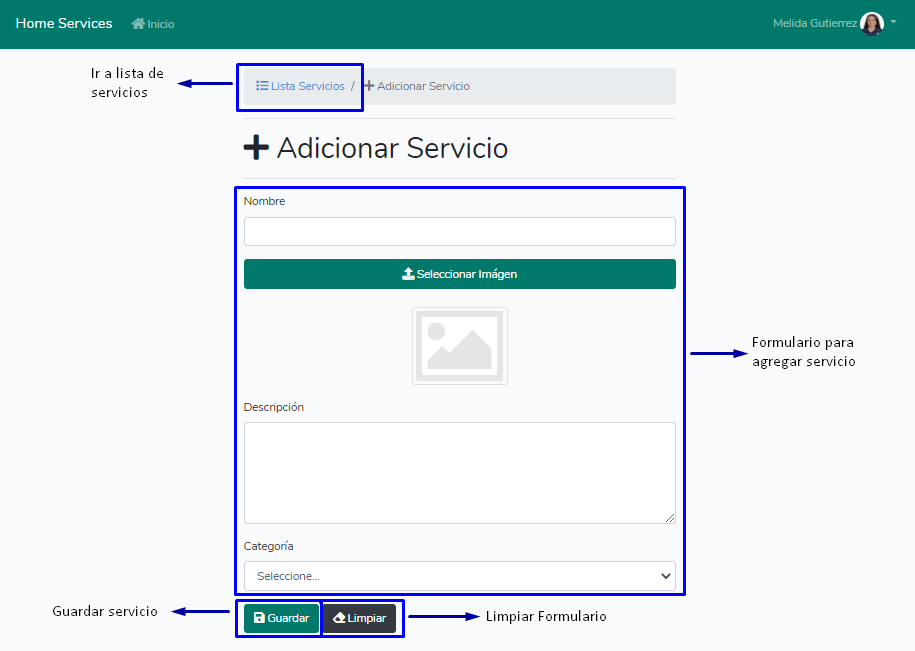 Home Services Inicio Melida Gutierrez
Ir a lista de
servicios
Lista Servicios / Adicionar Servicio
Adicionar Servicio
Nombre
Seleccionar Imágen
Formulario para
agregar servicio
Descripción
Categoría
Seleccione...
Guardar servicio
Guardar Limpiar
Limpiar Formulario